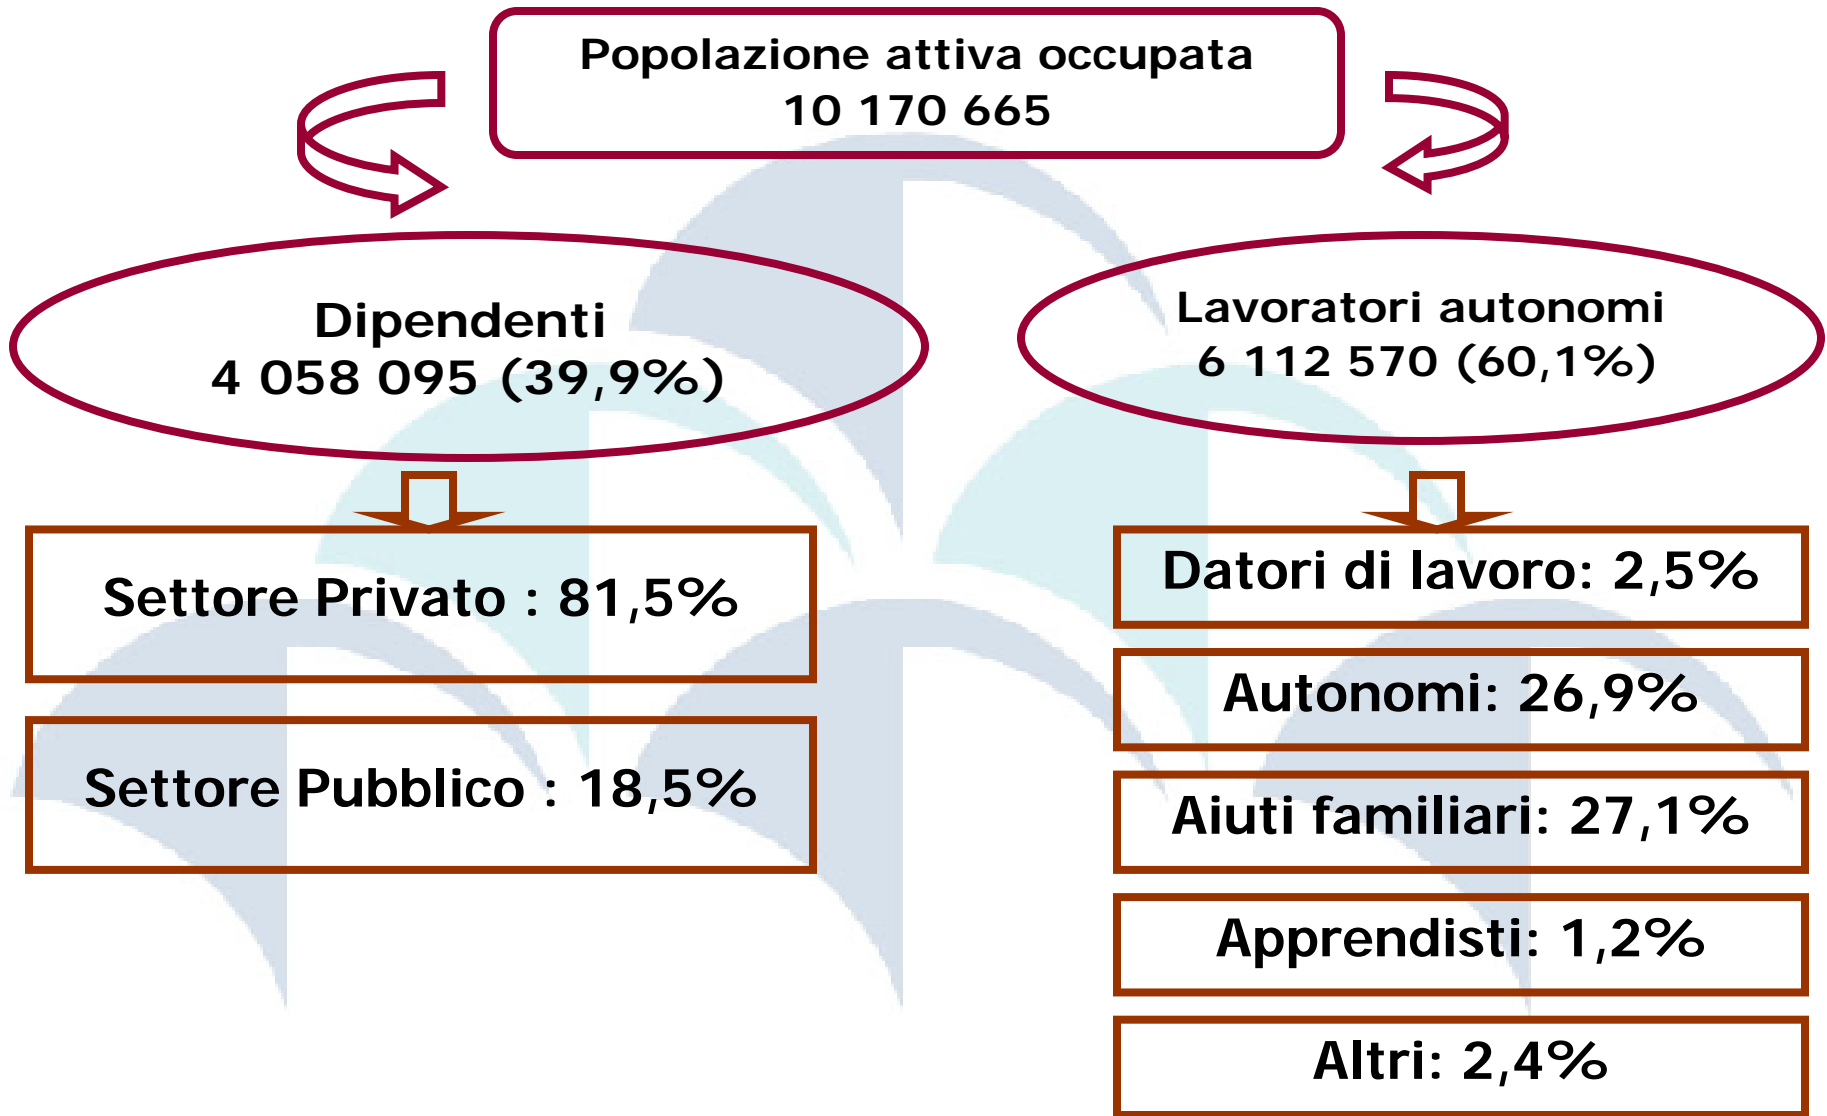 Popolazione attiva occupata
10 170 665
Dipendenti
4 058 095 (39,9%)
Lavoratori autonomi
6 112 570 (60,1%)
Settore Privato : 81,5%
Settore Pubblico : 18,5%
Datori di lavoro: 2,5%
Autonomi: 26,9%
Aiuti familiari: 27,1%
Apprendisti: 1,2%
Altri: 2,4%